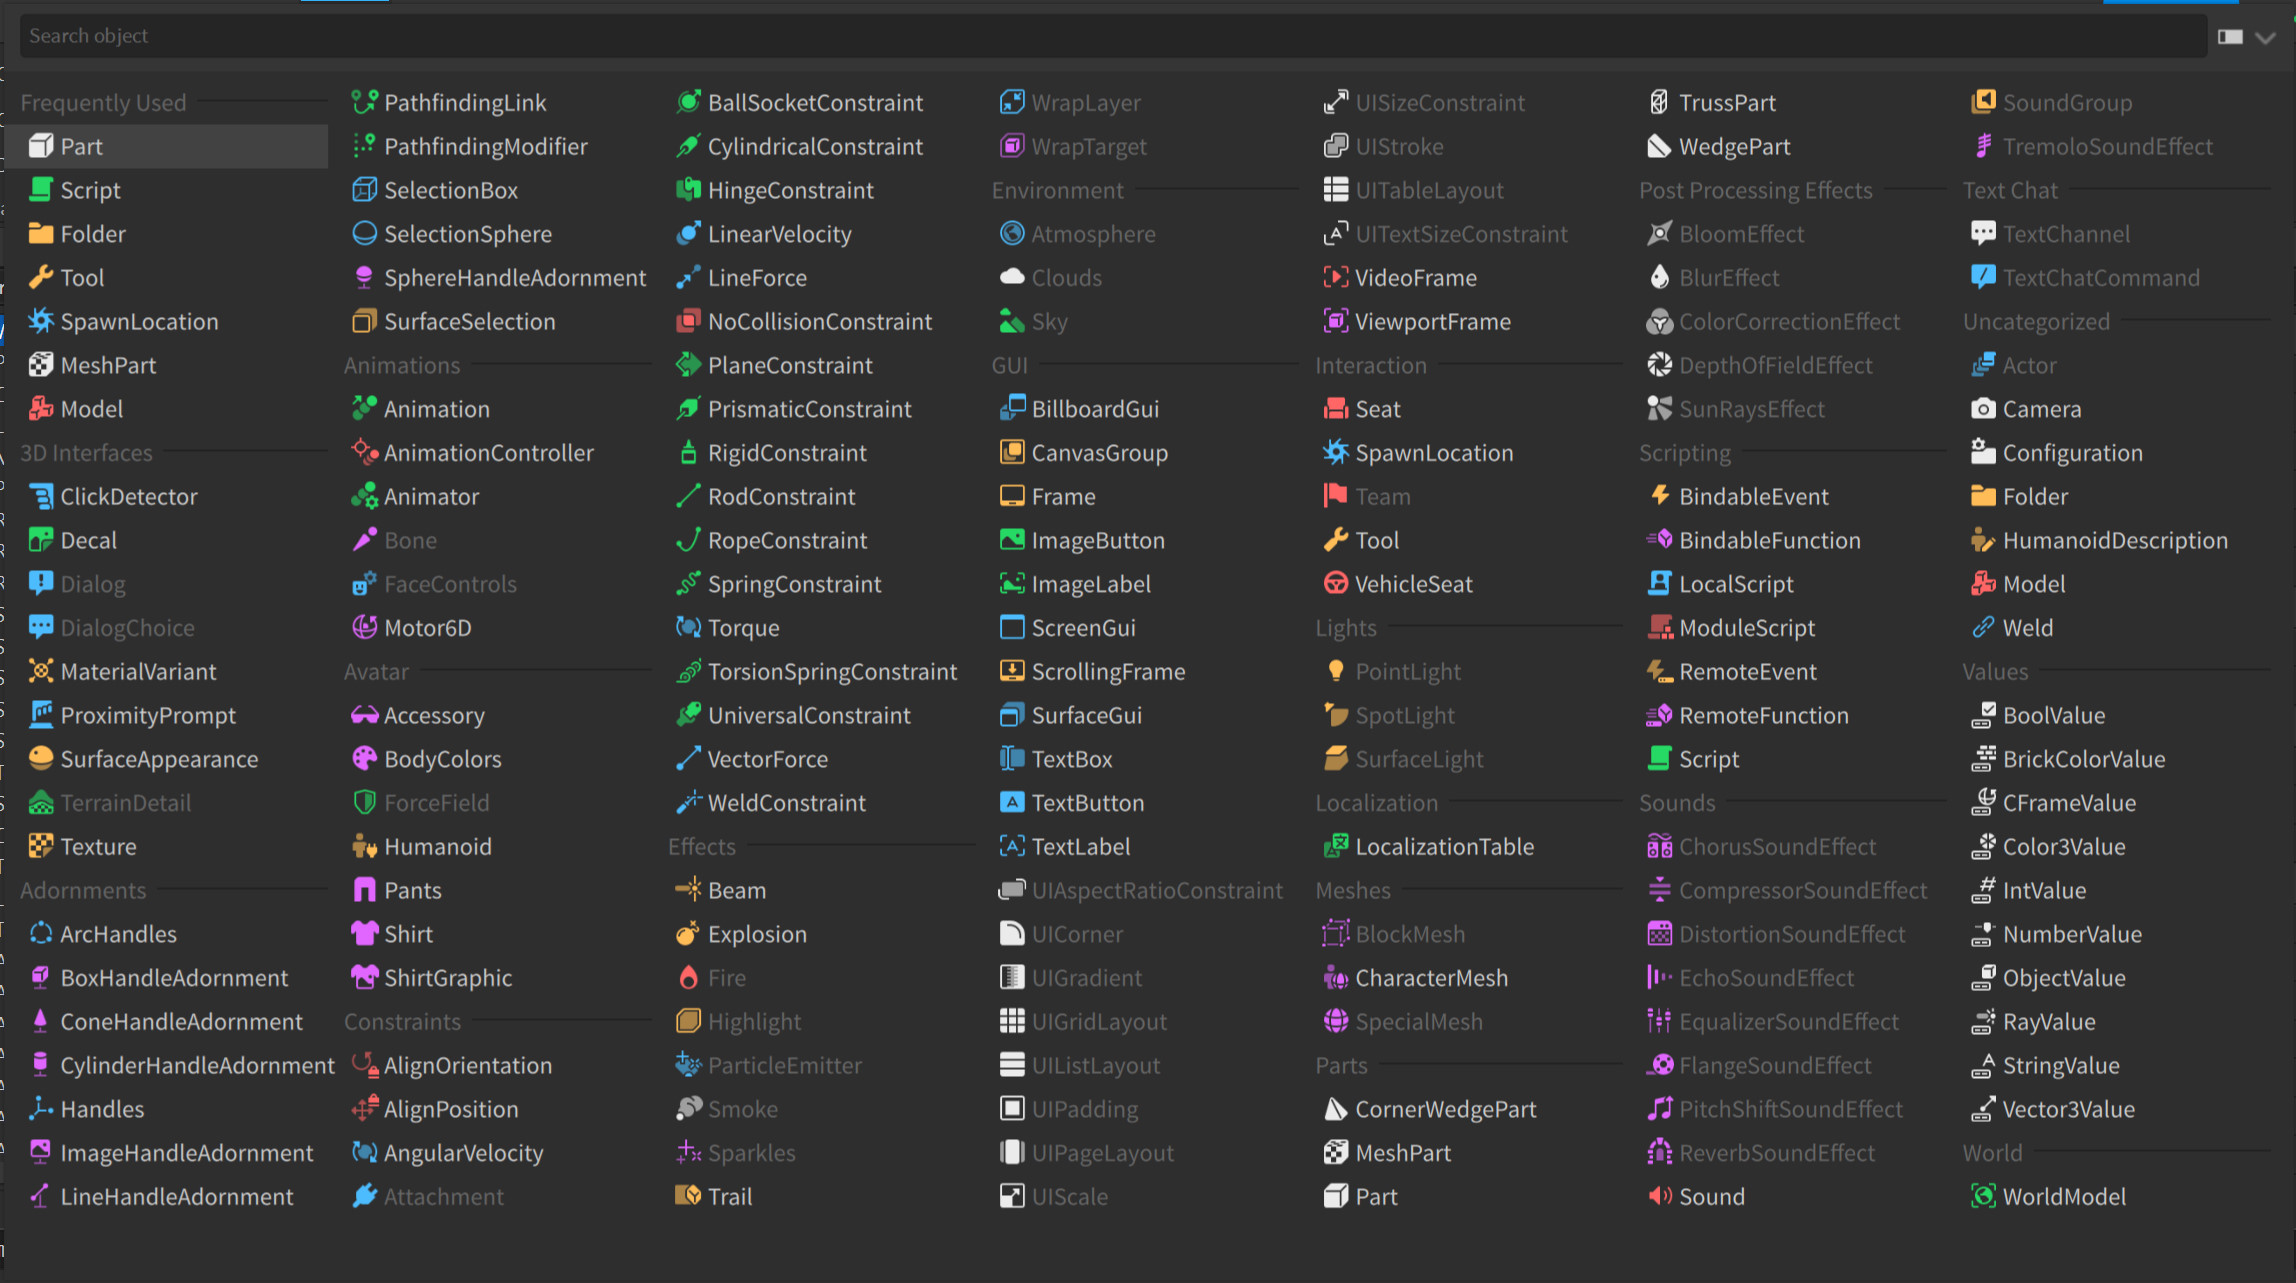 Search object
Frequently Used
Part
Script
Folder
Tool
SpawnLocation
MeshPart
Model
3D Interfaces
ClickDetector
Decal
Dialog
DialogChoice
MaterialVariant
ProximityPrompt
SurfaceAppearance
TerrainDetail
Texture
Adornments
ArcHandles
BoxHandleAdornment
ConeHandleAdornment
CylinderHandleAdornment
Handles
ImageHandleAdornment
LineHandleAdornment
PathfindingLink
PathfindingModifier
SelectionBox
SelectionSphere
SphereHandleAdornment
SurfaceSelection
Animations
Animation
AnimationController
Animator
Bone
FaceControls
Motor6D
Avatar
Accessory
BodyColors
ForceField
Humanoid
Pants
Shirt
ShirtGraphic
Constraints
AlignOrientation
AlignPosition
AngularVelocity
Attachment
BallSocketConstraint
CylindricalConstraint
HingeConstraint
LinearVelocity
LineForce
NoCollisionConstraint
PlaneConstraint
PrismaticConstraint
RigidConstraint
RodConstraint
RopeConstraint
SpringConstraint
Torque
TorsionSpringConstraint
UniversalConstraint
VectorForce
WeldConstraint
Effects
Beam
Explosion
Fire
Highlight
ParticleEmitter
Smoke
Sparkles
Trail
WrapLayer
WrapTarget
Environment
Atmosphere
Clouds
Sky
GUI
BillboardGui
CanvasGroup
Frame
ImageButton
ImageLabel
ScreenGui
ScrollingFrame
SurfaceGui
TextBox
TextButton
TextLabel
UIAspectRatioConstraint
UICorner
UIGradient
UIGridLayout
UIListLayout
UIPadding
UIPageLayout
UIScale
UISizeConstraint
UIStroke
UITableLayout
UITextSizeConstraint
VideoFrame
ViewportFrame
Interaction
Seat
SpawnLocation
Team
Tool
VehicleSeat
Lights
PointLight
SpotLight
SurfaceLight
Localization
LocalizationTable
Meshes
BlockMesh
CharacterMesh
SpecialMesh
Parts
CornerWedgePart
MeshPart
Part
TrussPart
WedgePart
Post Processing Effects
BloomEffect
BlurEffect
ColorCorrectionEffect
DepthOfFieldEffect
SunRaysEffect
Scripting
BindableEvent
BindableFunction
LocalScript
ModuleScript
RemoteEvent
RemoteFunction
Script
Sounds
ChorusSoundEffect
CompressorSoundEffect
DistortionSoundEffect
EchoSoundEffect
EqualizerSoundEffect
FlangeSoundEffect
PitchShiftSoundEffect
ReverbSoundEffect
Sound
SoundGroup
TremoloSoundEffect
Text Chat
TextChannel
TextChatCommand
Uncategorized
Actor
Camera
Configuration
Folder
HumanoidDescription
Model
Weld
Values
BoolValue
BrickColorValue
CFrameValue
Color3Value
IntValue
NumberValue
ObjectValue
RayValue
StringValue
Vector3Value
World
WorldModel